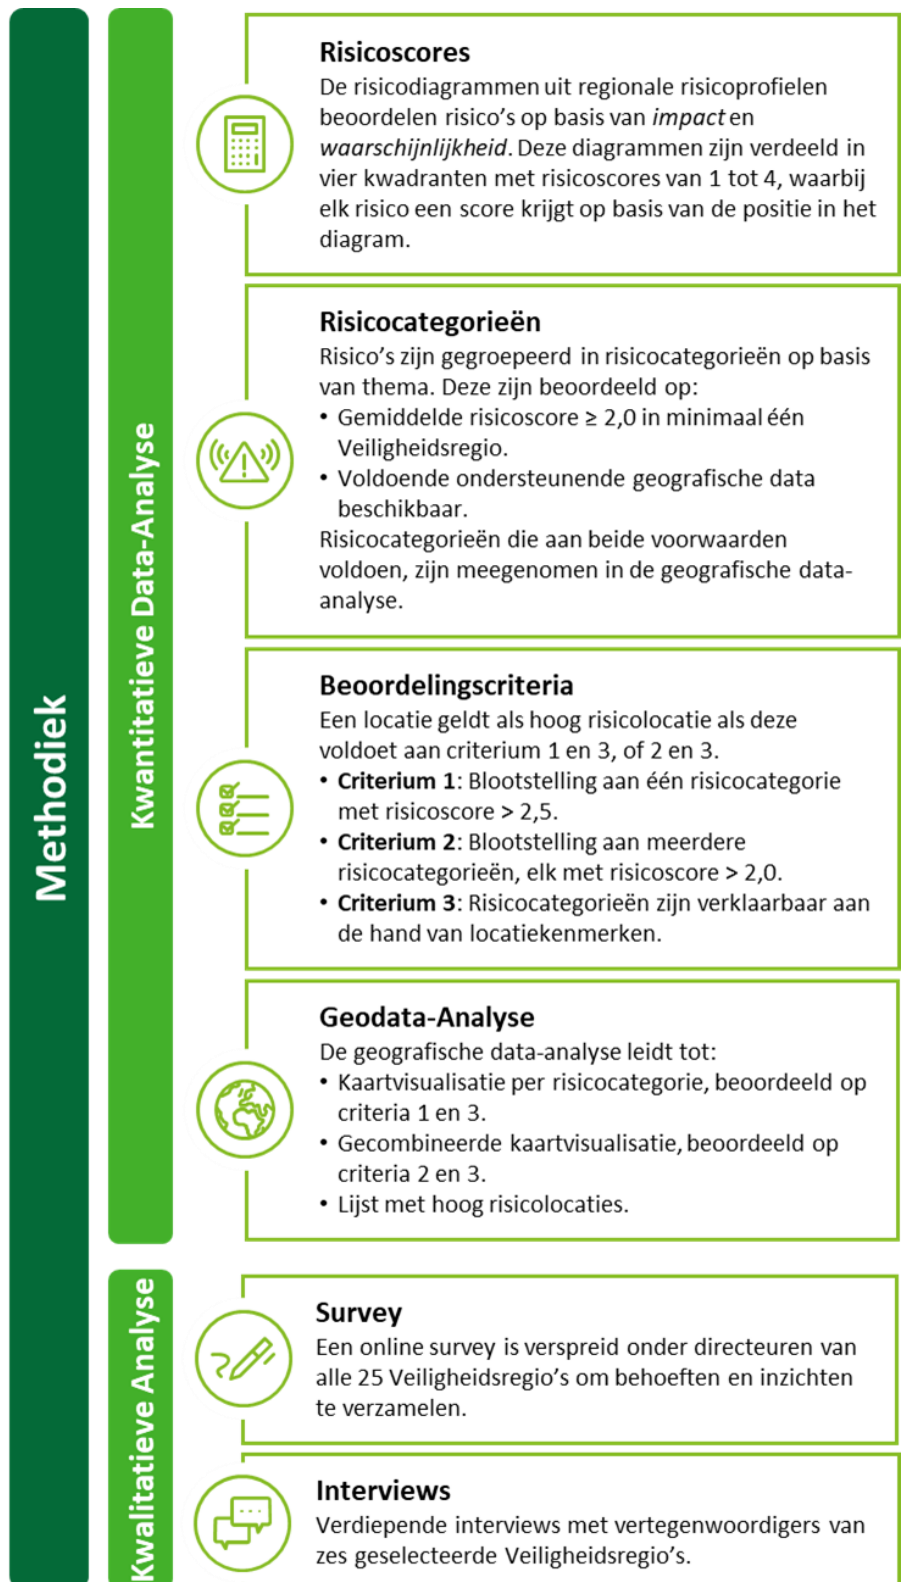 Methodiek
Kwantitatieve Data-Analyse
Risicoscores
De risicodiagrammen uit regionale risicoprofielen
beoordelen risico's op basis van impact en
waarschijnlijkheid. Deze diagrammen zijn verdeeld in
vier kwadranten met risicoscores van 1 tot 4, waarbij
elk risico een score krijgt op basis van de positie in het
diagram.
Risicocategorieën
Risico's zijn gegroepeerd in risicocategorieën op basis
van thema. Deze zijn beoordeeld op:
• Gemiddelde risicoscore ≥ 2,0 in minimaal één
Veiligheidsregio.
• Voldoende ondersteunende geografische data
beschikbaar.
Risicocategorieën die aan beide voorwaarden
voldoen, zijn meegenomen in de geografische data-
analyse.
Beoordelingscriteria
Een locatie geldt als hoog risicolocatie als deze
voldoet aan criterium 1 en 3, of 2 en 3.
• Criterium 1: Blootstelling aan één risicocategorie
met risicoscore > 2,5.
• Criterium 2: Blootstelling aan meerdere
risicocategorieën, elk met risicoscore > 2,0.
• Criterium 3: Risicocategorieën zijn verklaarbaar aan
de hand van locatiekenmerken.
Geodata-Analyse
De geografische data-analyse leidt tot:
• Kaartvisualisatie per risicocategorie, beoordeeld op
criteria 1 en 3.
• Gecombineerde kaartvisualisatie, beoordeeld op
criteria 2 en 3.
• Lijst met hoog risicolocaties.
Kwalitatieve Analyse
Survey
Een online survey is verspreid onder directeuren van
alle 25 Veiligheidsregio's om behoeften en inzichten
te verzamelen.
Interviews
Verdiepende interviews met vertegenwoordigers van
zes geselecteerde Veiligheidsregio's.